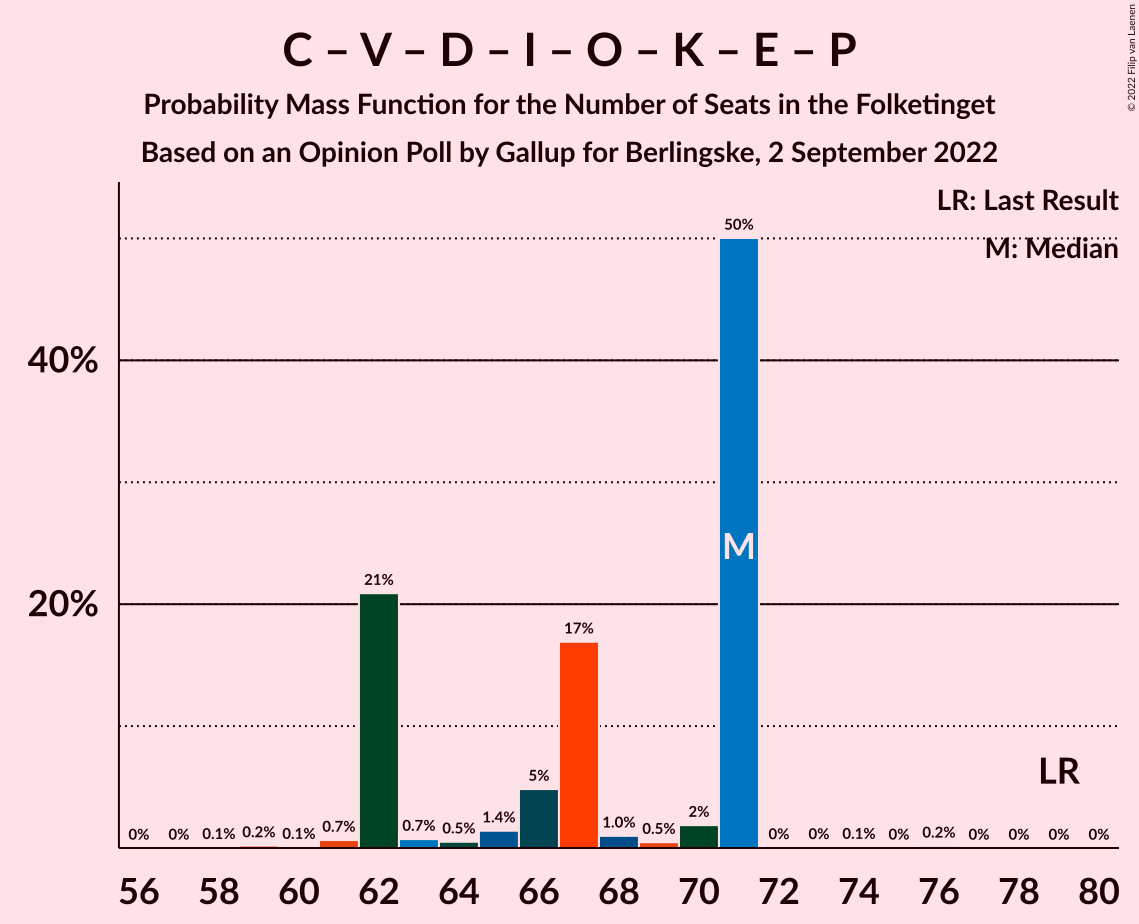 C – V – D – I – O – K – E – P
Probability Mass Function for the Number of Seats in the Folketinget
Based on an Opinion Poll by Gallup for Berlingske, 2 September 2022
© 2022 Filip van Laenen
LR: Last Result
M: Median
40%
20%
0% 0% 0.1% 0.2% 0.1% 0.7% 21% 0.7% 0.5% 1.4% 5% 17% 1.0% 0.5% 2% 50% 0% 0% 0.1% 0% 0.2% 0% 0% 0% 0%
M
LR
56 58 60 62 64 66 68 70 72 74 76 78 80